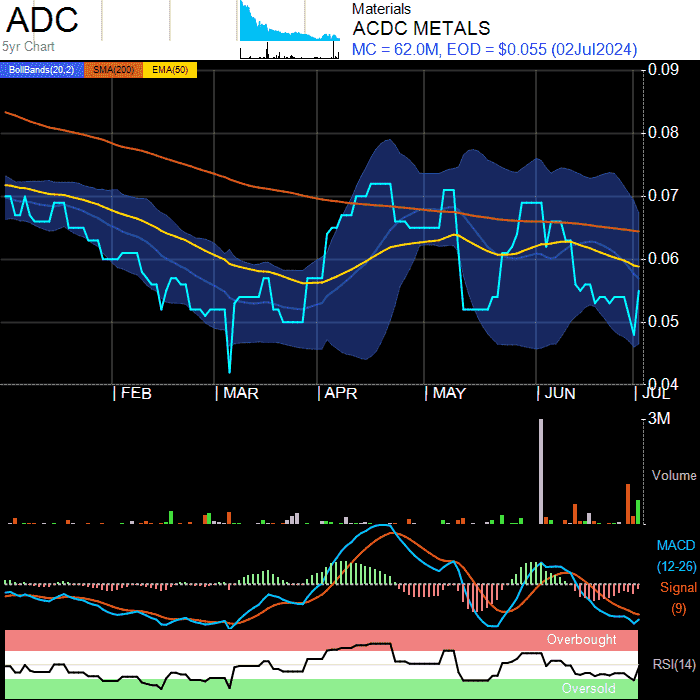 ADC
5yr Chart
Materials
ACDC METALS
MC = 62.0M, EOD = $0.055 (02Jul2024)
BollBands(20,2) SMA(200) EMA(50)
0.09
0.08
0.07
0.06
0.05
0.04
FEB MAR APR MAY JUN JUL
3M
Volume
MACD
(12-26)
Signal
(9)
Overbought
RSI(14)
Oversold